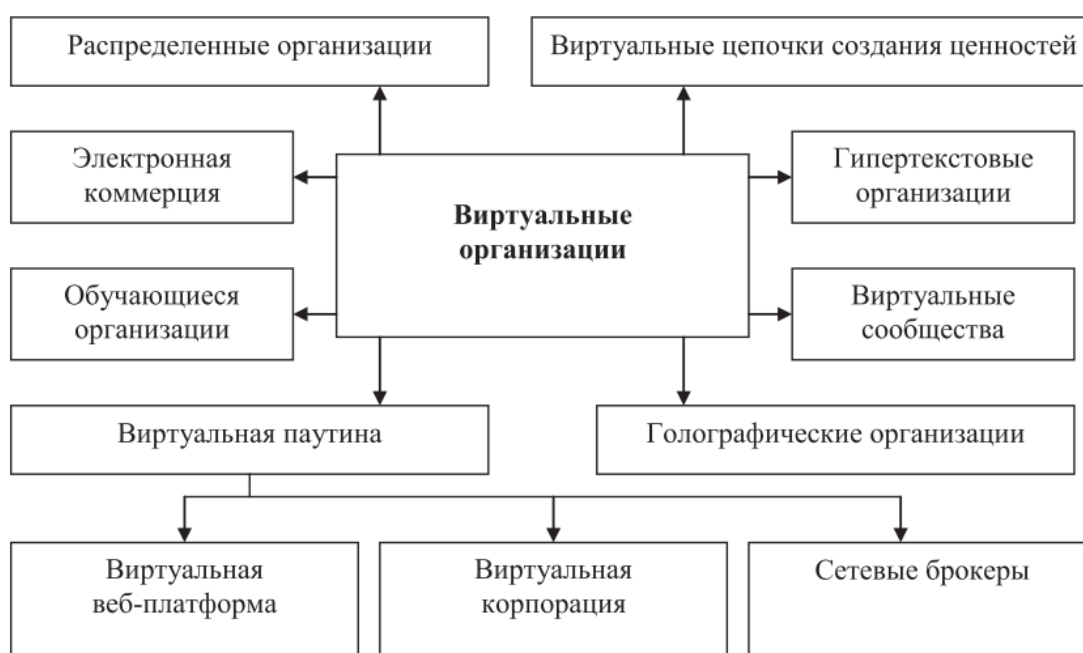 Распределенные организации
Виртуальные цепочки создания ценностей
Электронная
коммерция
Виртуальные
организации
Гипертекстовые
организации
Обучающиеся
организации
Виртуальные
сообщества
Виртуальная паутина
Голографические организации
Виртуальная
веб-платформа
Виртуальная
корпорация
Сетевые брокеры